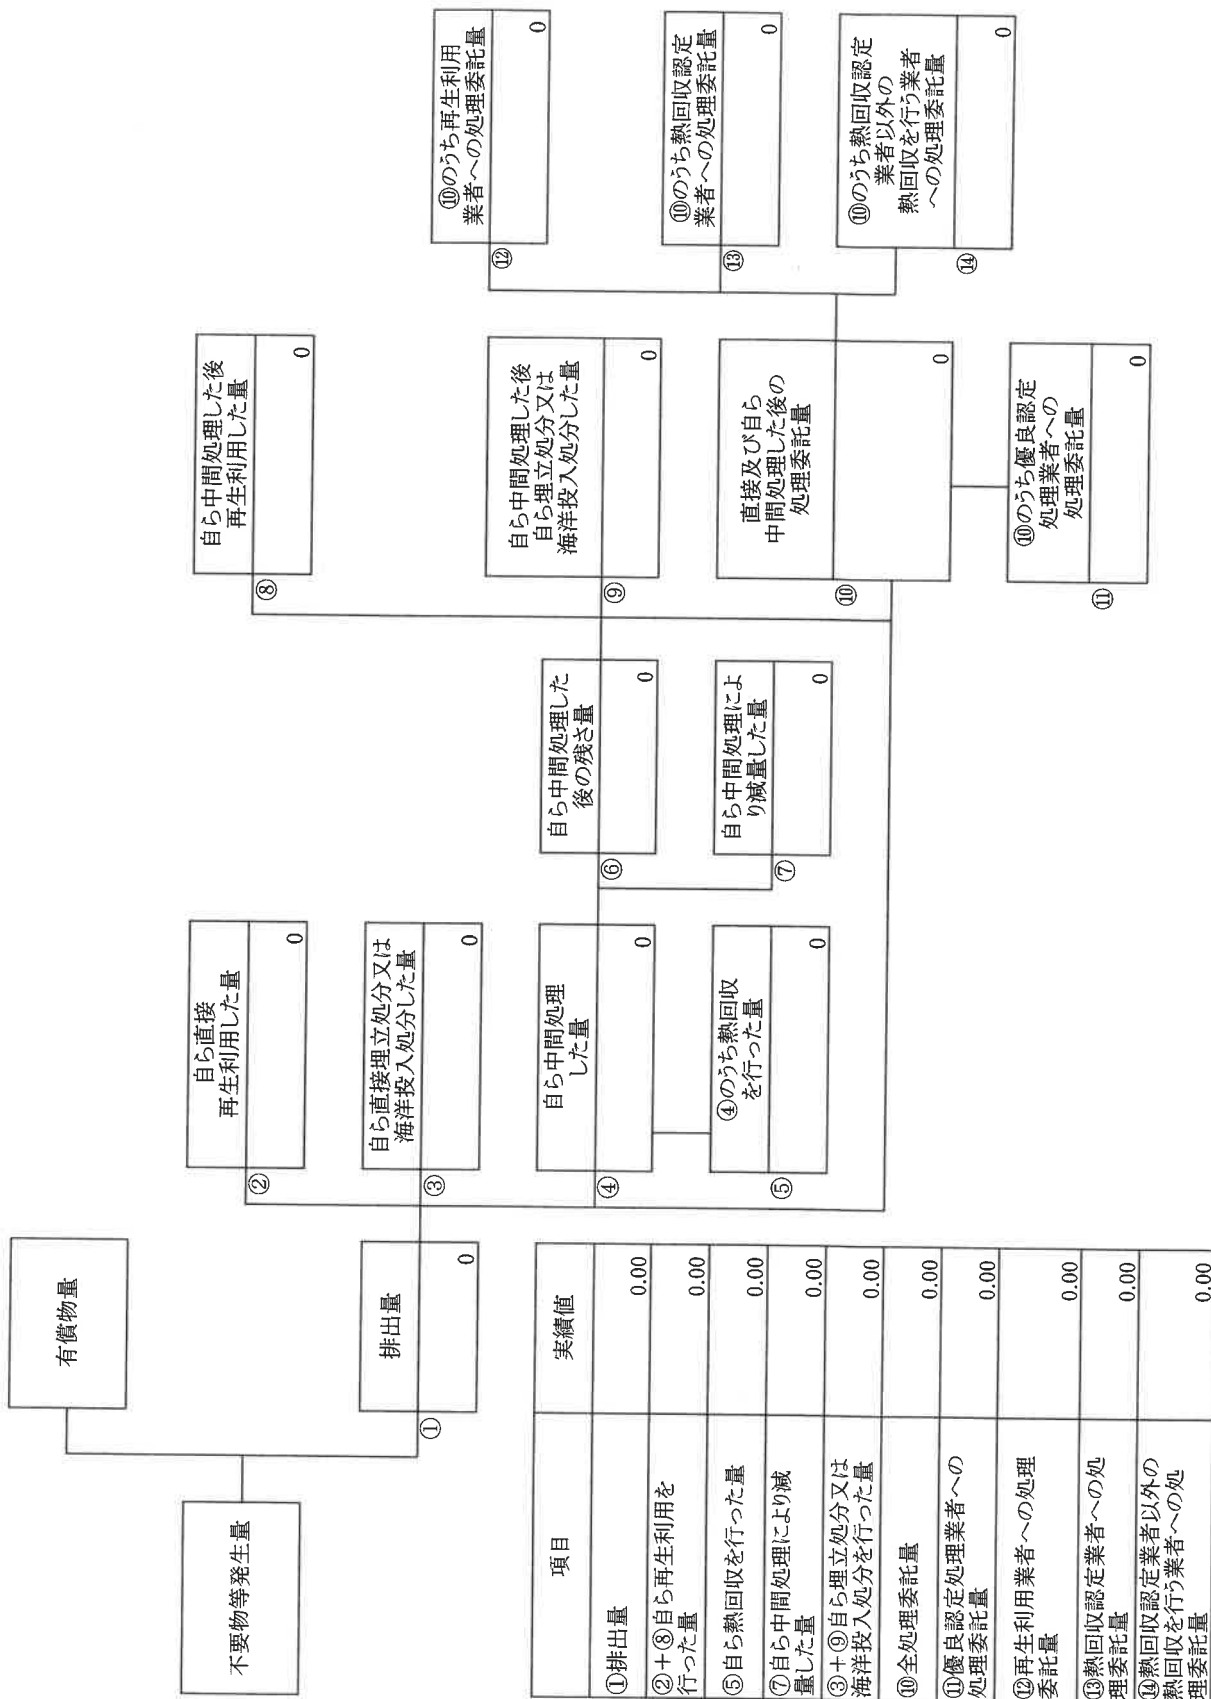 不要物等発生量
有償物量
①
排出量
0
②
自ら直接
再生利用した量
0
③
自ら直接埋立処分又は
海洋投入処分した量
0
④
自ら中間処理
した量
0
⑤
④のうち熱回収
を行った量
0
⑥
自ら中間処理した
後の残さ量
0
⑦
自ら中間処理によ
り減量した量
0
⑧
自ら中間処理した後
再生利用した量
0
⑨
自ら中間処理した後
自ら埋立処分又は
海洋投入処分した量
0
⑩
直接及び自ら
中間処理した後の
処理委託量
0
⑪
⑩のうち優良認定
処理業者への
処理委託量
0
⑫
⑩のうち再生利用
業者への処理委託量
0
⑬
⑩のうち熱回収認定
業者への処理委託量
0
⑭
⑩のうち熱回収認定
業者以外の
熱回収を行う業者
への処理委託量
0
項目 実績値
①排出量 0.00
②+⑧自ら再生利用を
行った量 0.00
⑤自ら熱回収を行った量 0.00
⑦自ら中間処理により減
量した量 0.00
③+⑨自ら埋立処分又は
海洋投入処分を行った量 0.00
⑩全処理委託量 0.00
⑪優良認定処理業者への
処理委託量 0.00
⑫再生利用業者への処理
委託量 0.00
⑬熱回収認定業者への処
理委託量 0.00
⑭熱回収認定業者以外の
熱回収を行う業者への処
理委託量 0.00